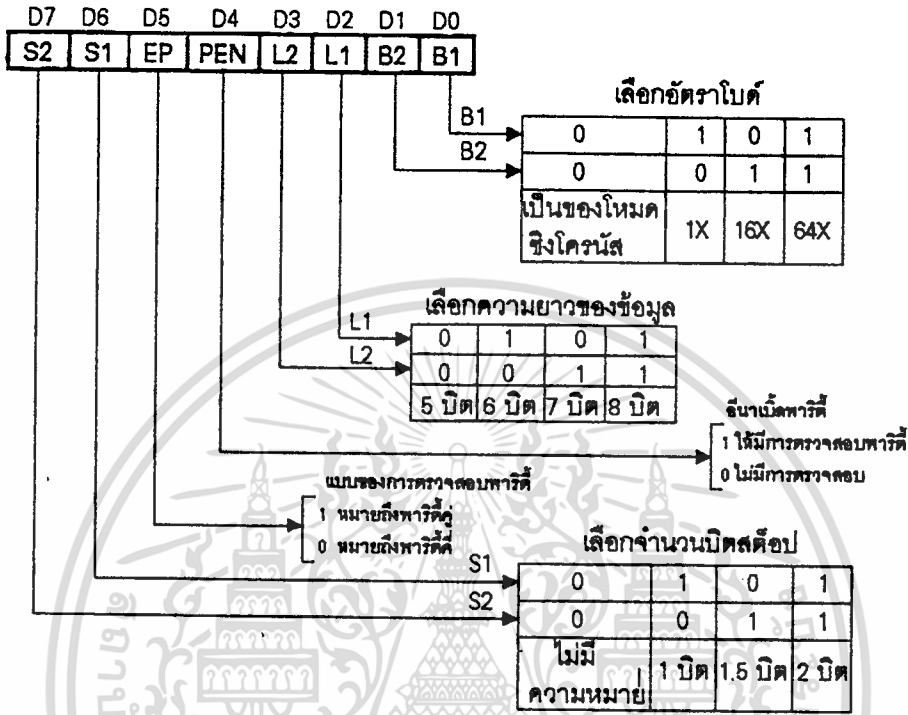 D7 D6 D5 D4 D3 D2 D1 D0
S2 S1 EP PEN L2 L1 B2 B1
เลือกอัตราโบด์
B1 0 1 0 1
B2 0 0 1 1
เป็นของโหมด
ซิงโครนัส 1X 16X 64X
เลือกความยาวของข้อมูล
L1 0 1 0 1
L2 0 0 1 1
5 บิต 6 บิต 7 บิต 8 บิต
อีนาเบิ้ลพาริตี้
1 ให้มีการตรวจสอบพาริตี้
0 ไม่มีการตรวจสอบ
แบบของการตรวจสอบพาริตี้
1 หมายถึงพาริตี้คู่
0 หมายถึงพาริตี้คี่
เลือกจำนวนบิตสต็อป
S1 0 1 0 1
S2 0 0 1 1
ไม่มี
ความหมาย 1 บิต 1.5 บิต 2 บิต